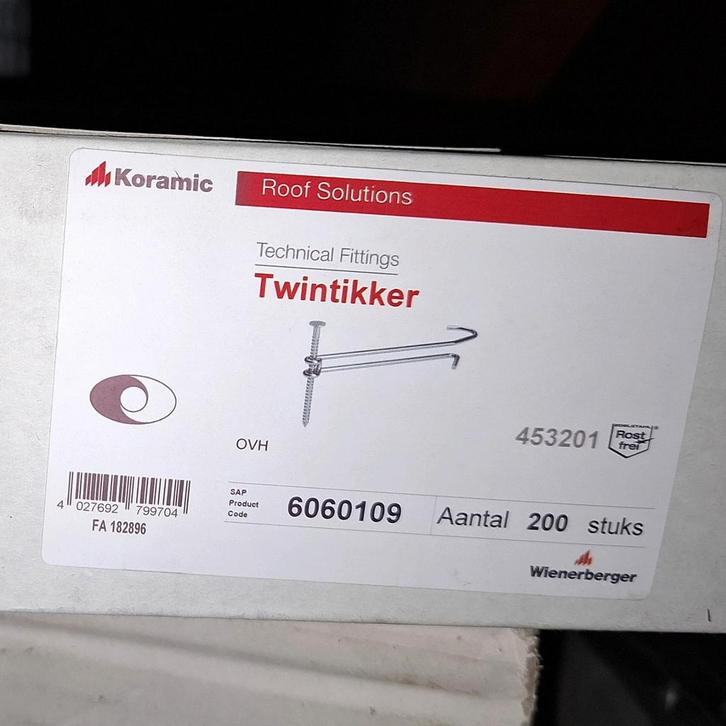 Koramic
Roof Solutions
Technical Fittings
Twintikker
OVH
453201
EDELSTAHL
Rost
frei
®
4 027692 799704
FA 182896
SAP
Product
Code
6060109
Aantal 200 stuks
Wienerberger